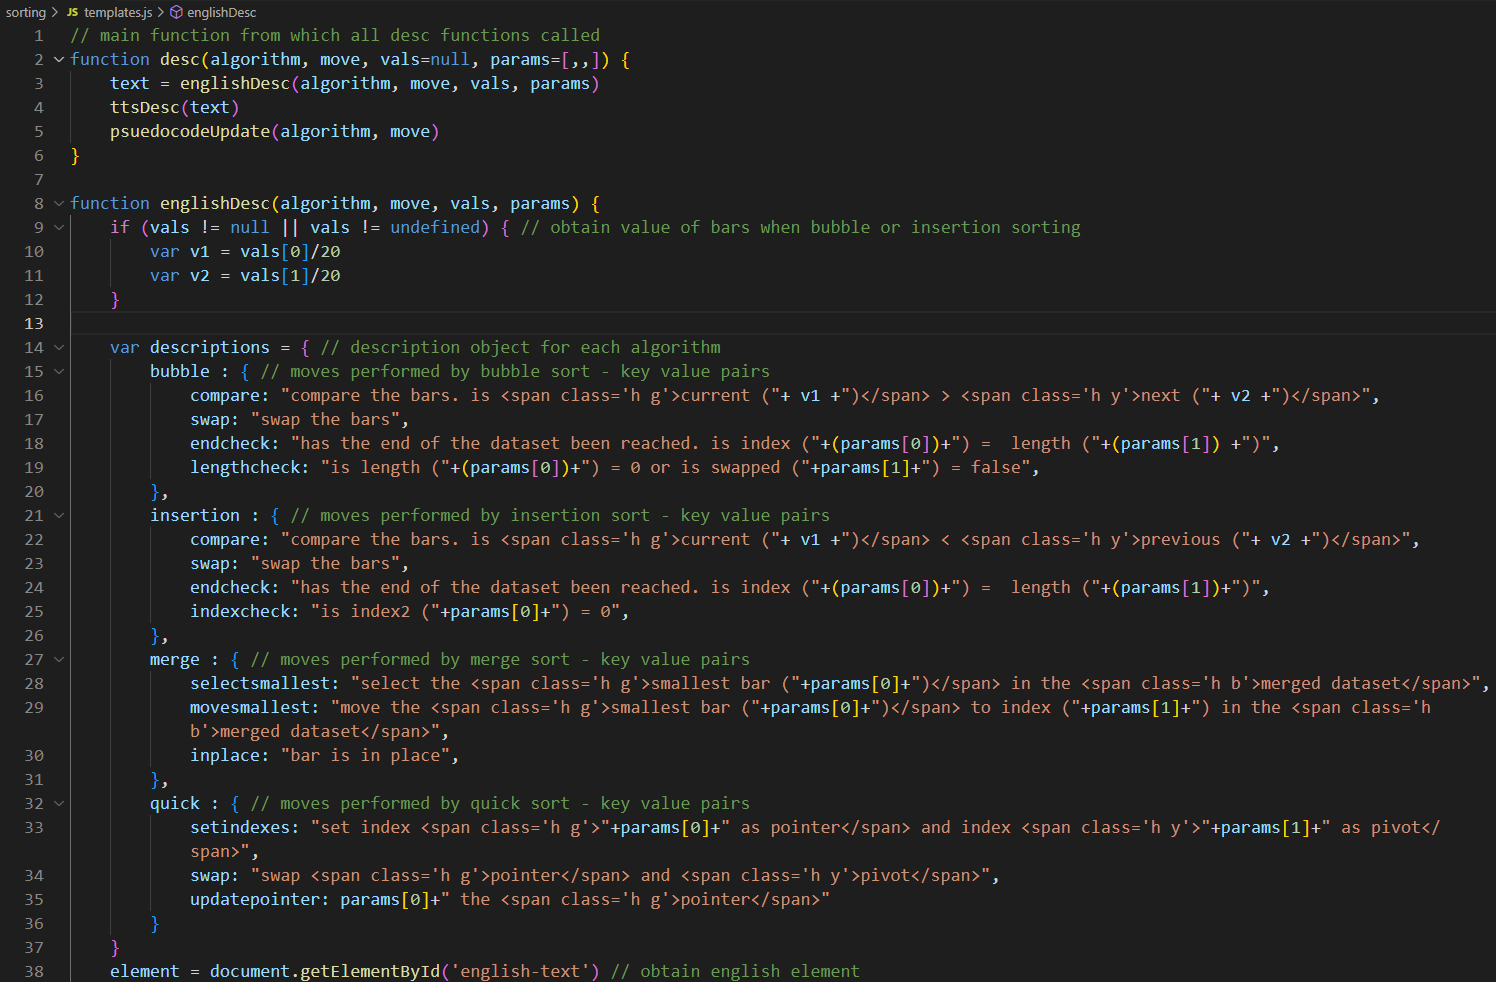 sorting > JS templates.js > englishDesc
1 // main function from which all desc functions called
2 function desc(algorithm, move, vals=null, params=[,,]) {
3     text = englishDesc(algorithm, move, vals, params)
4     ttsDesc(text)
5     psuedocodeUpdate(algorithm, move)
6 }
7
8 function englishDesc(algorithm, move, vals, params) {
9     if (vals != null || vals != undefined) { // obtain value of bars when bubble or insertion sorting
10         var v1 = vals[0]/20
11         var v2 = vals[1]/20
12     }
13
14     var descriptions = { // description object for each algorithm
15         bubble : { // moves performed by bubble sort - key value pairs
16             compare: "compare the bars. is <span class='h g'>current ("+ v1 +")</span> > <span class='h y'>next ("+ v2 +")</span>",
17             swap: "swap the bars",
18             endcheck: "has the end of the dataset been reached. is index ("+(params[0])+") =  length ("+(params[1]) +")",
19             lengthcheck: "is length ("+(params[0])+") = 0 or is swapped ("+params[1]+") = false",
20         },
21         insertion : { // moves performed by insertion sort - key value pairs
22             compare: "compare the bars. is <span class='h g'>current ("+ v1 +")</span> < <span class='h y'>previous ("+ v2 +")</span>",
23             swap: "swap the bars",
24             endcheck: "has the end of the dataset been reached. is index ("+(params[0])+") =  length ("+(params[1])+")",
25             indexcheck: "is index2 ("+params[0]+") = 0",
26         },
27         merge : { // moves performed by merge sort - key value pairs
28             selectsmallest: "select the <span class='h g'>smallest bar ("+params[0]+")</span> in the <span class='h b'>merged dataset</span>",
29             movesmallest: "move the <span class='h g'>smallest bar ("+params[0]+")</span> to index ("+params[1]+") in the <span class='h
b'>merged dataset</span>",
30             inplace: "bar is in place",
31         },
32         quick : { // moves performed by quick sort - key value pairs
33             setindexes: "set index <span class='h g'>"+params[0]+" as pointer</span> and index <span class='h y'>"+params[1]+" as pivot</
span>",
34             swap: "swap <span class='h g'>pointer</span> and <span class='h y'>pivot</span>",
35             updatepointer: params[0]+" the <span class='h g'>pointer</span>"
36         }
37     }
38     element = document.getElementById('english-text') // obtain english element